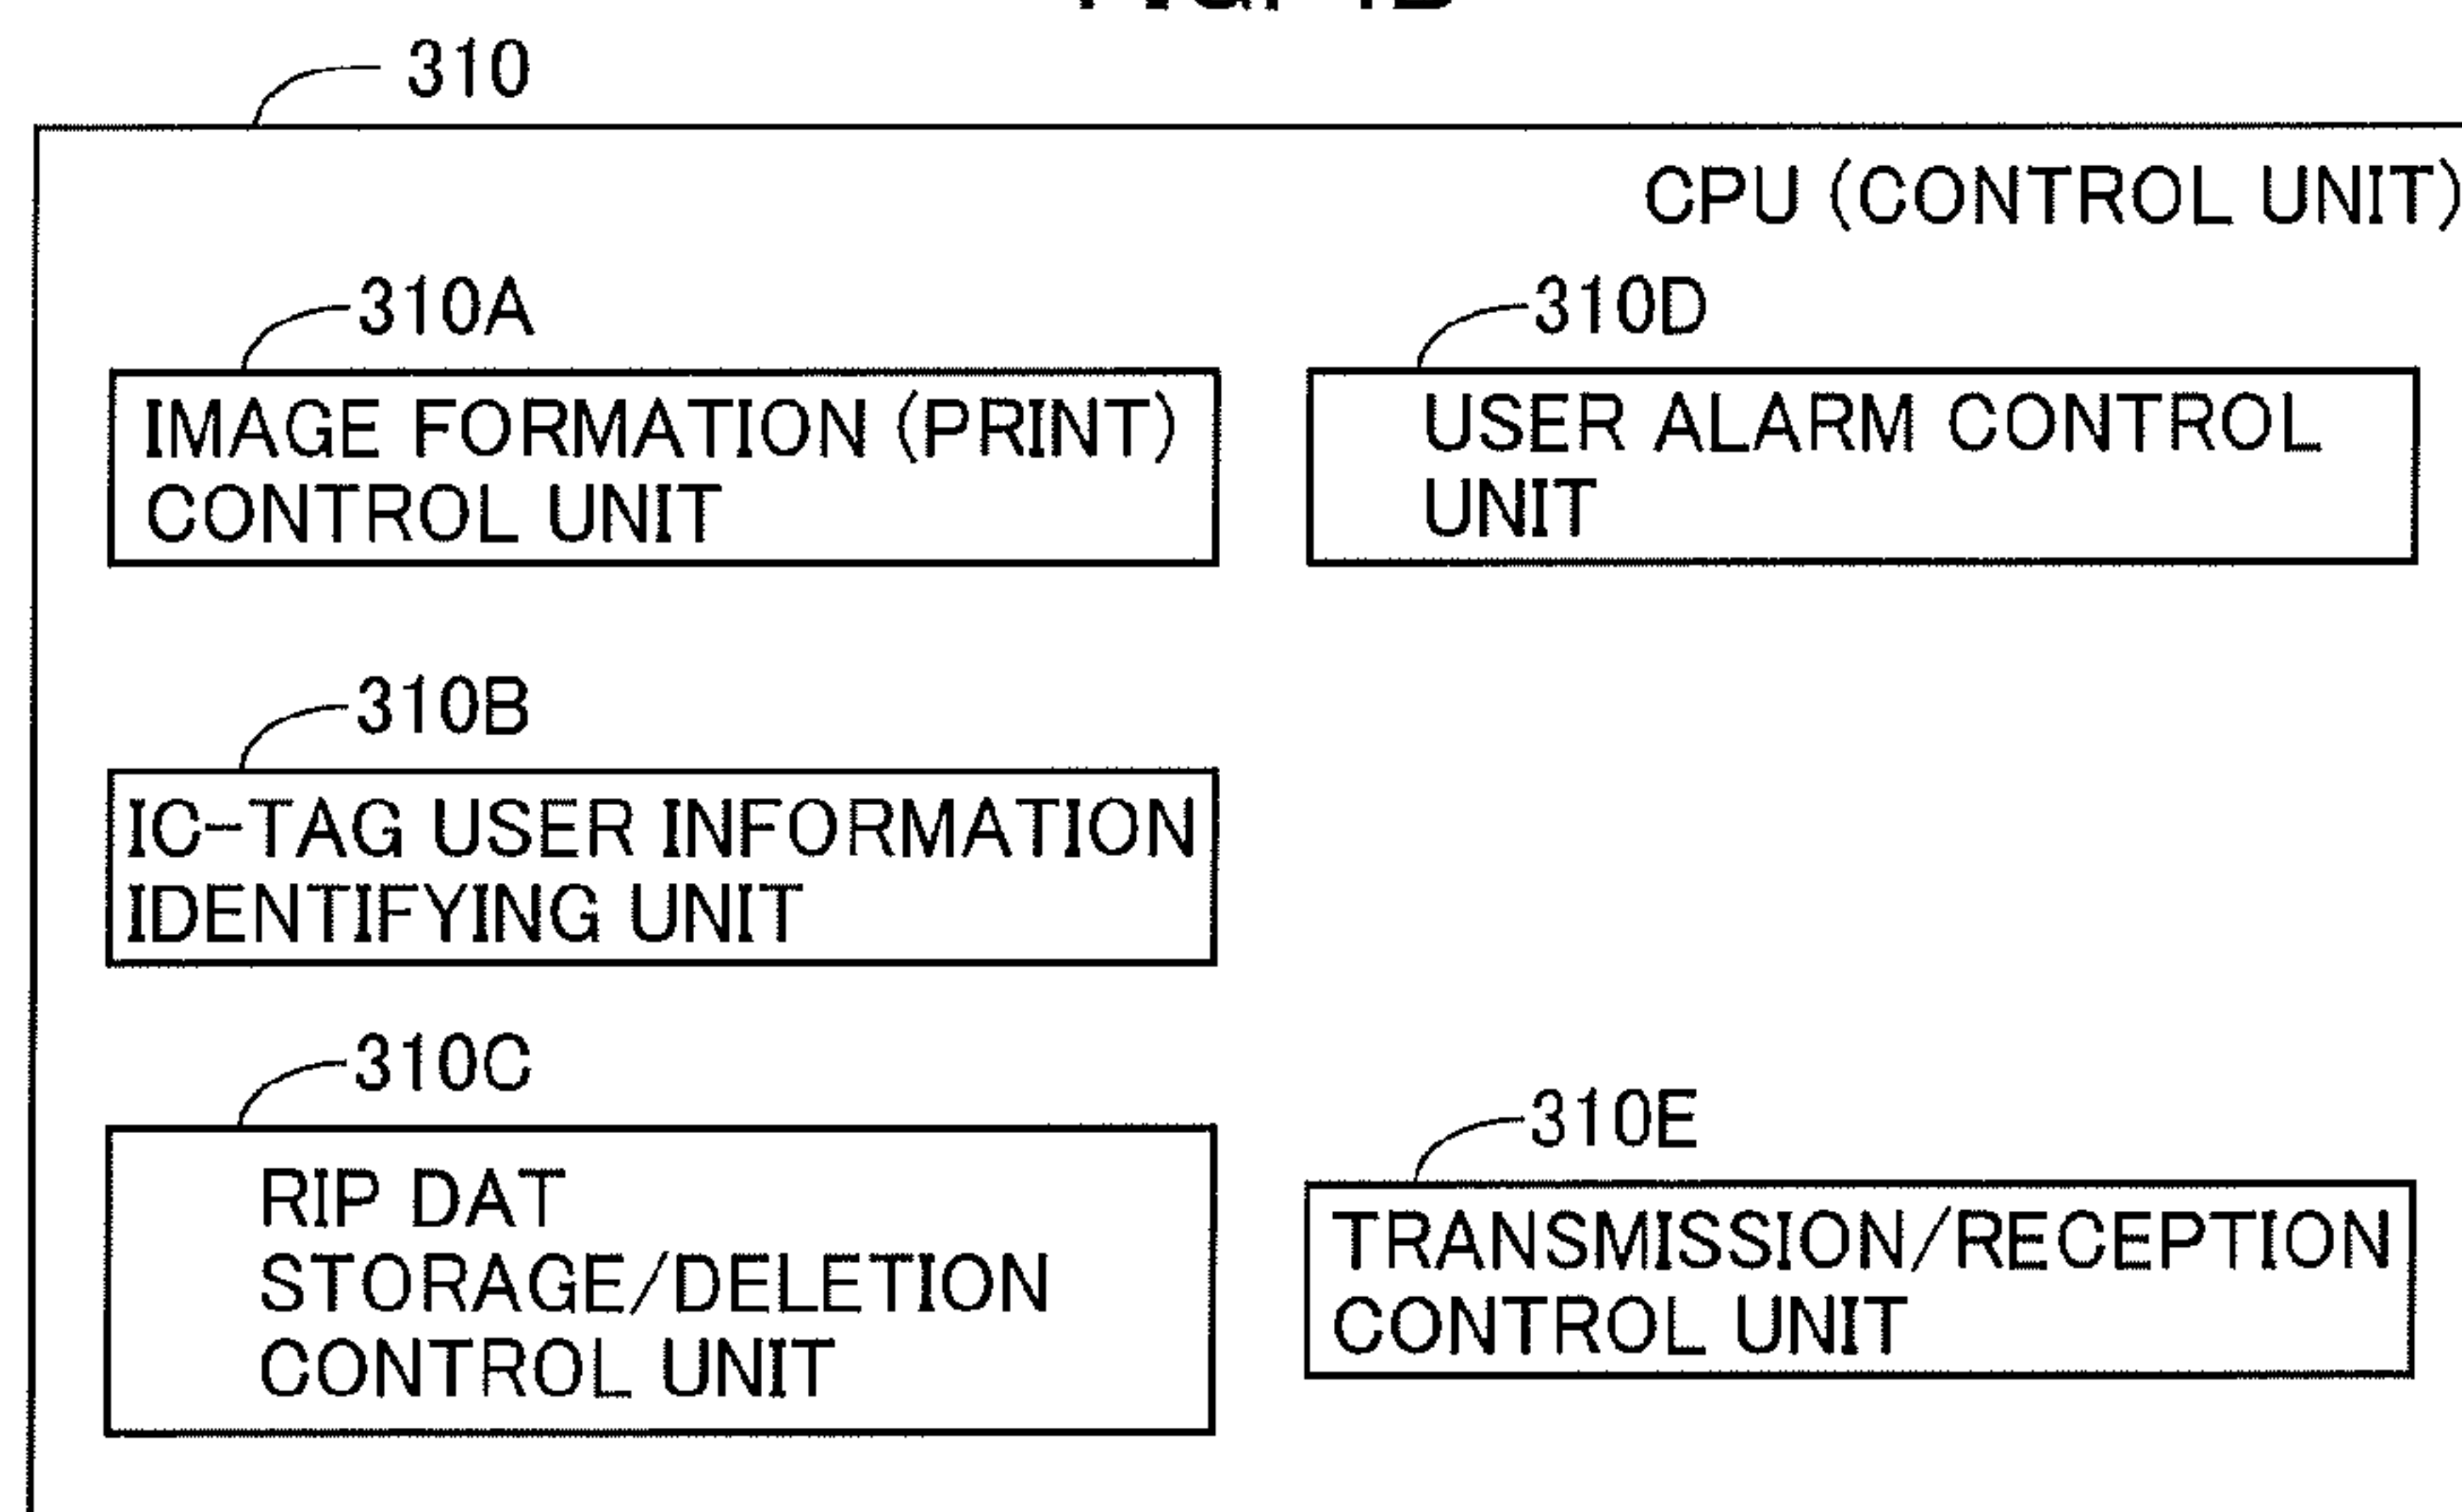 310
CPU (CONTROL UNIT)
310A
IMAGE FORMATION (PRINT)
CONTROL UNIT
310D
USER ALARM CONTROL
UNIT
310B
IC-TAG USER INFORMATION
IDENTIFYING UNIT
310C
RIP DAT
STORAGE/DELETION
CONTROL UNIT
310E
TRANSMISSION/RECEPTION
CONTROL UNIT